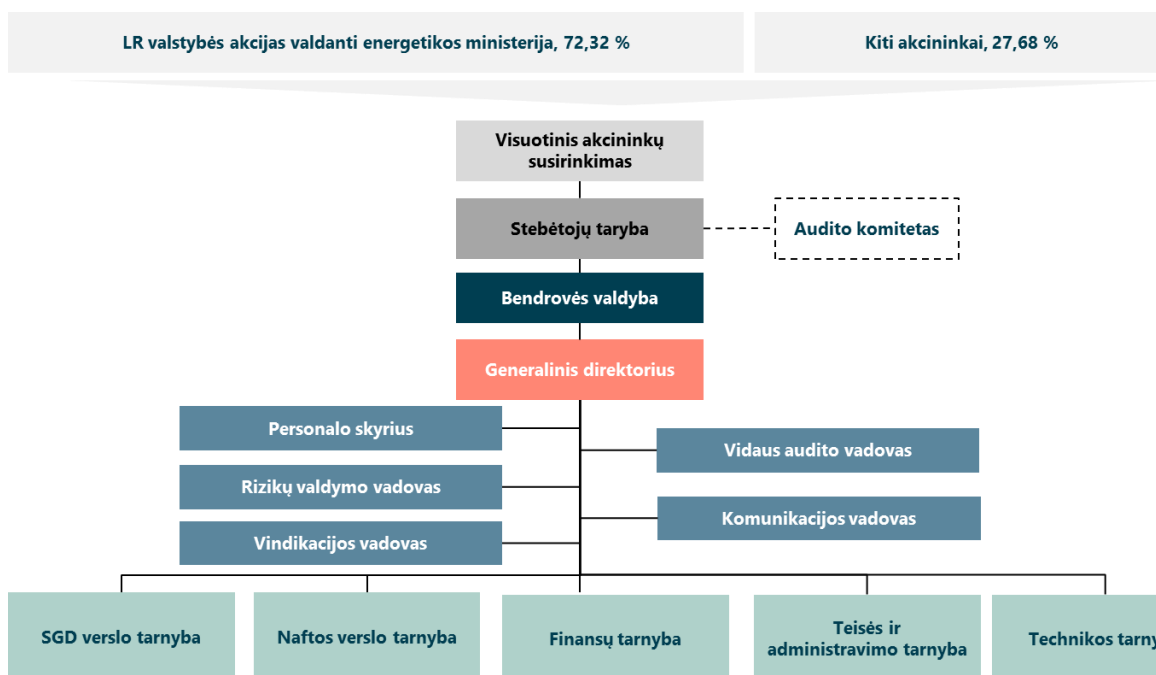 LR valstybės akcijas valdanti energetikos ministerija, 72,32 %
Kiti akcininkai, 27,68 %
Visuotinis akcininkų
susirinkimas
Stebėtojų taryba
Audito komitetas
Bendrovės valdyba
Generalinis direktorius
Personalo skyrius
Vidaus audito vadovas
Rizikų valdymo vadovas
Komunikacijos vadovas
Vindikacijos vadovas
SGD verslo tarnyba
Naftos verslo tarnyba
Finansų tarnyba
Teisės ir
administravimo tarnyba
Technikos